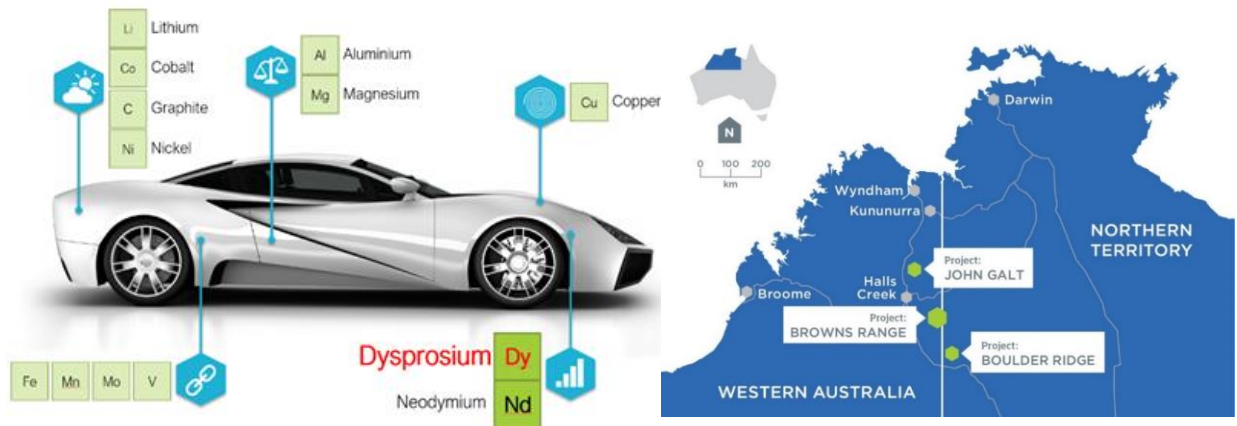 Li Lithium
Co Cobalt
C Graphite
Ni Nickel
Al Aluminium
Mg Magnesium
Cu Copper
Fe Mn Mo V
Dysprosium Dy
Neodymium Nd
N
0 100 200
km
Darwin
Wyndham
Kununurra
NORTHERN
TERRITORY
Project:
JOHN GALT
Halls
Creek
Broome
Project:
BROWNS RANGE
Project:
BOULDER RIDGE
WESTERN AUSTRALIA